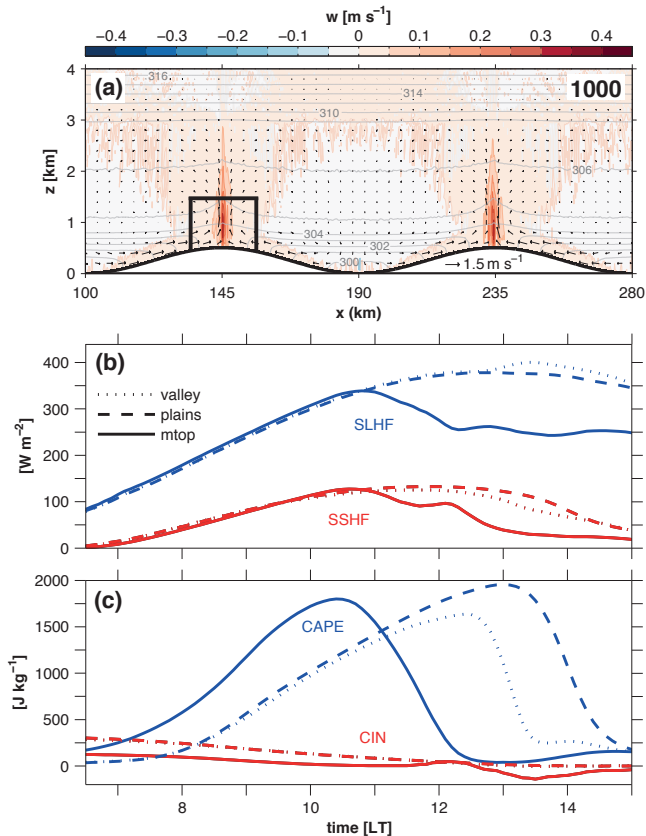 w [m s⁻¹]
−0.4 −0.3 −0.2 −0.1 0 0.1 0.2 0.3 0.4
(a)
1000
316
314
310
306
304
302
300
4
3
2
1
0
z [km]
→ 1.5 m s⁻¹
100 145 190 235 280
x (km)
(b)
400
300
200
100
0
[W m⁻²]
valley
plains
mtop
SLHF
SSHF
(c)
2000
1500
1000
500
0
[J kg⁻¹]
CAPE
CIN
8 10 11 12 14
time [LT]